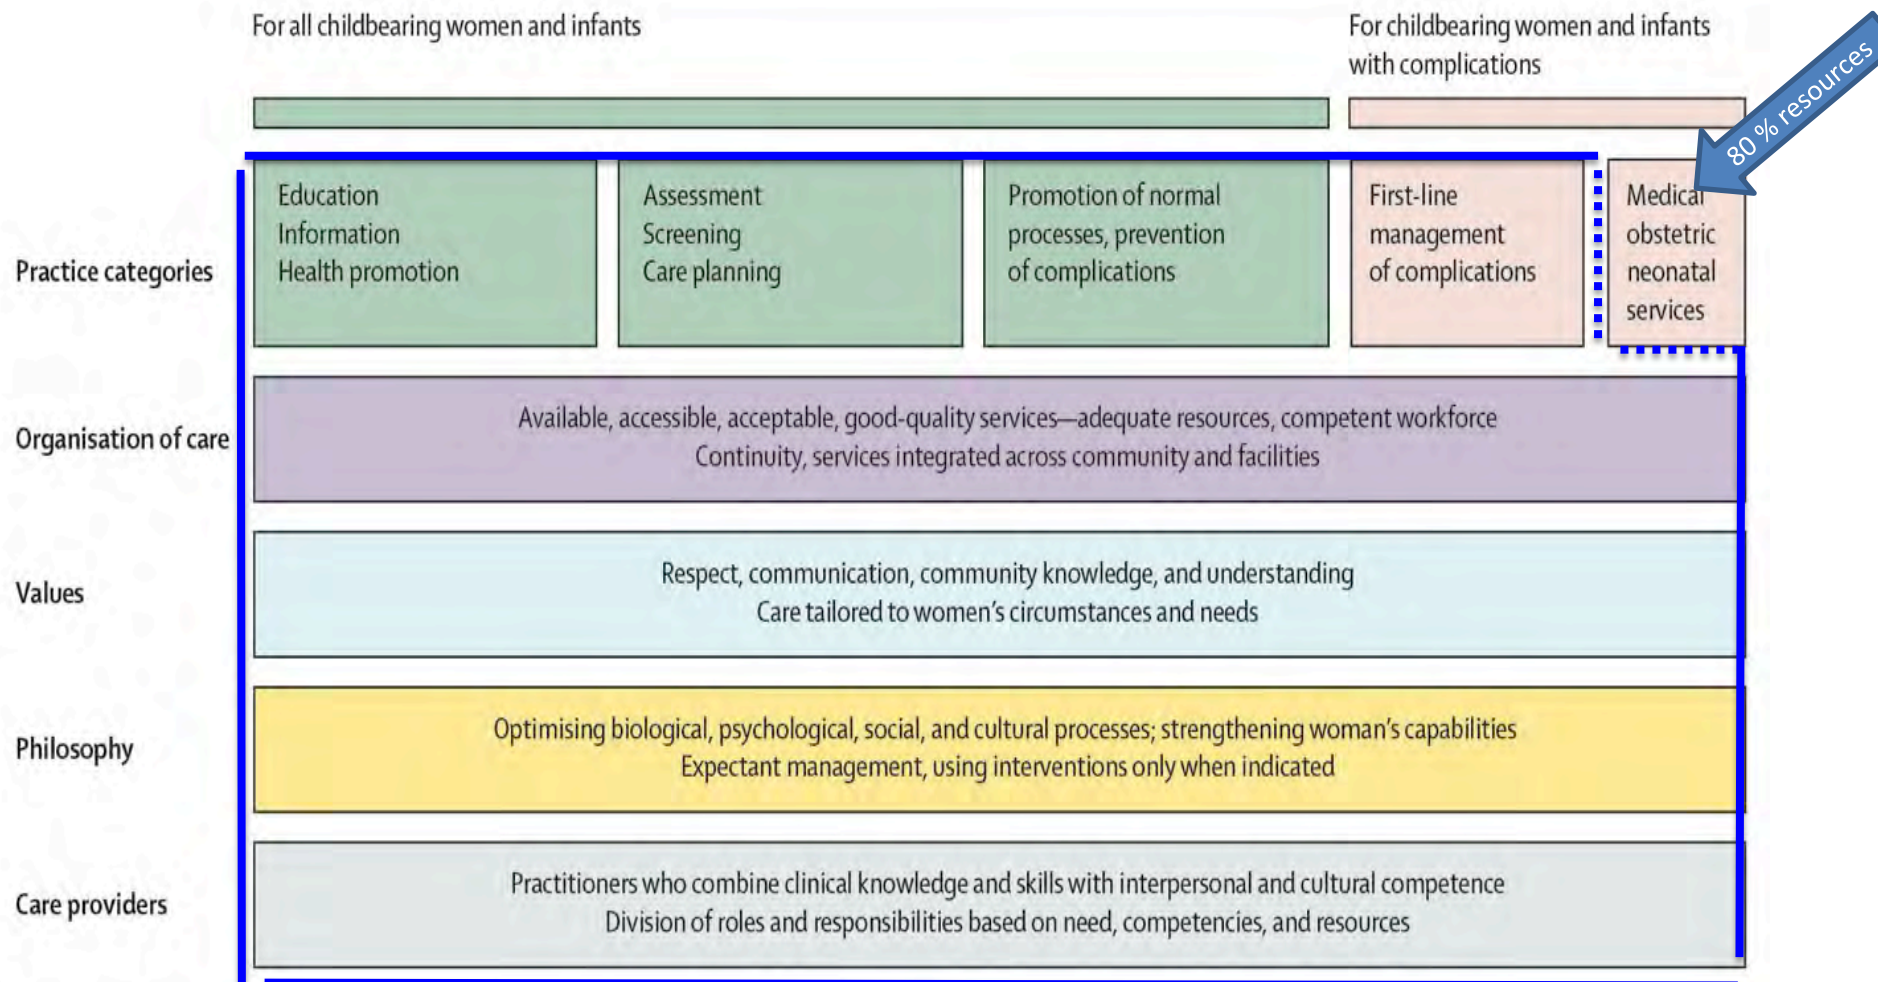 For all childbearing women and infants
For childbearing women and infants
with complications
80 % resources
Practice categories
Education
Information
Health promotion
Assessment
Screening
Care planning
Promotion of normal
processes, prevention
of complications
First-line
management
of complications
Medical
obstetric
neonatal
services
Organisation of care
Available, accessible, acceptable, good-quality services—adequate resources, competent workforce
Continuity, services integrated across community and facilities
Values
Respect, communication, community knowledge, and understanding
Care tailored to women's circumstances and needs
Philosophy
Optimising biological, psychological, social, and cultural processes; strengthening woman's capabilities
Expectant management, using interventions only when indicated
Care providers
Practitioners who combine clinical knowledge and skills with interpersonal and cultural competence
Division of roles and responsibilities based on need, competencies, and resources